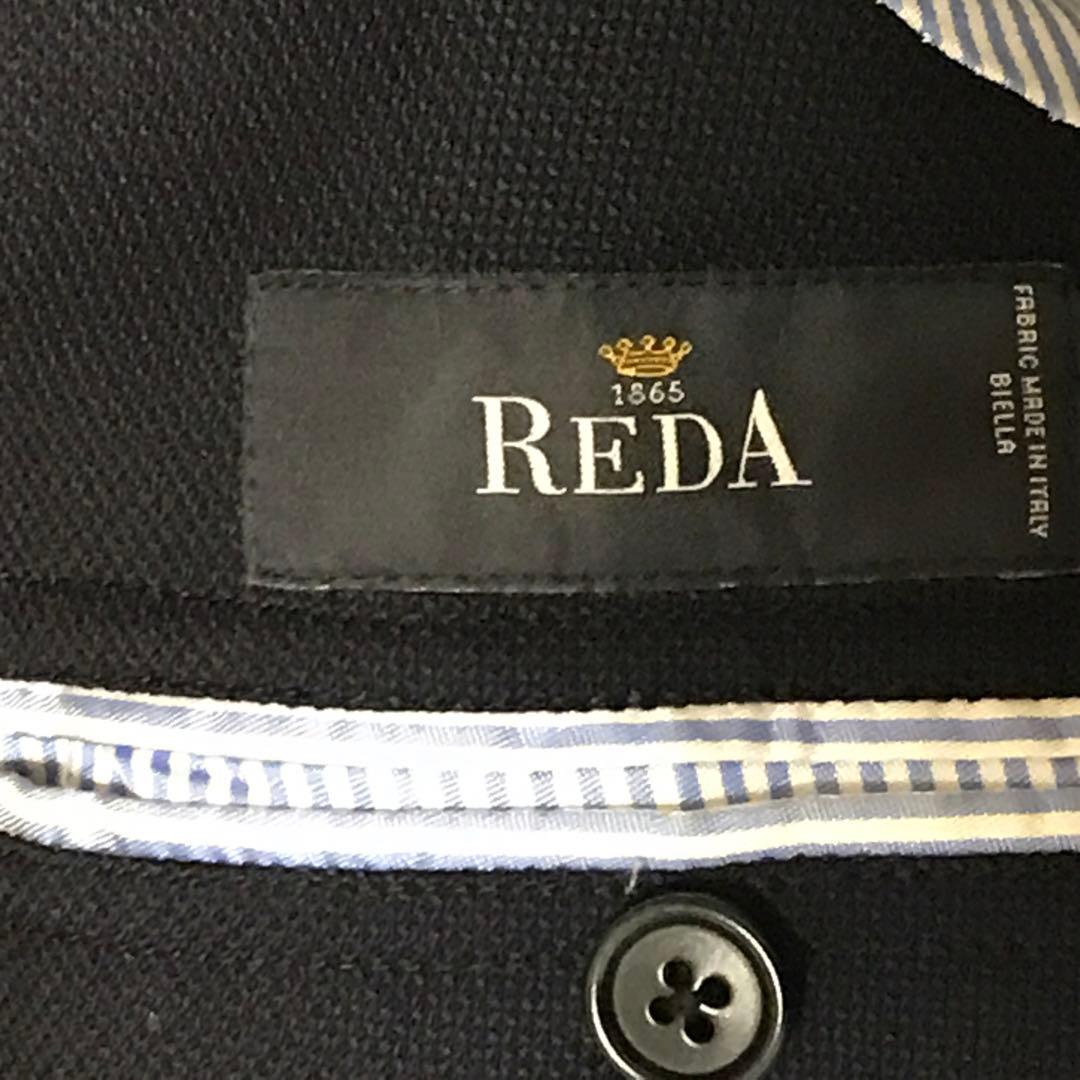 1865
REDA
FABRIC MADE IN ITALY
BIELLA